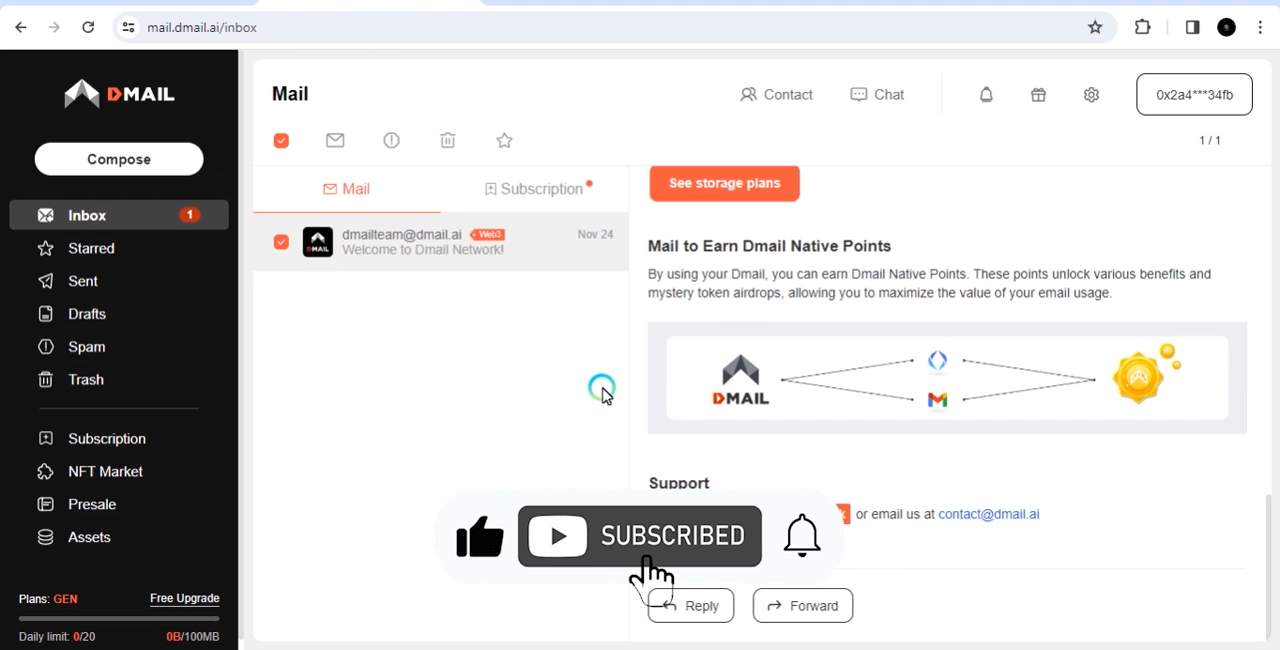 mail.dmail.ai/inbox
DMAIL
Mail
Contact
Chat
0x2a4***34fb
Compose
1 / 1
Mail
Subscription
See storage plans
Inbox
1
dmailteam@dmail.ai
Web3
Nov 24
Welcome to Dmail Network!
DMAIL
Starred
Sent
Drafts
Spam
Trash
Mail to Earn Dmail Native Points
By using your Dmail, you can earn Dmail Native Points. These points unlock various benefits and
mystery token airdrops, allowing you to maximize the value of your email usage.
DMAIL
Subscription
NFT Market
Presale
Assets
Support
or email us at contact@dmail.ai
SUBSCRIBED
Plans: GEN
Free Upgrade
Daily limit: 0/20
0B/100MB
Reply
Forward